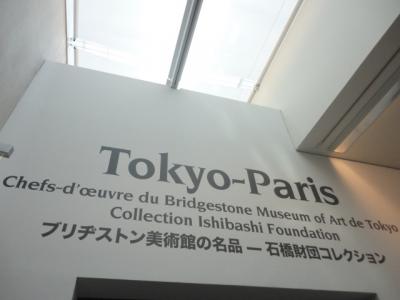 Tokyo-Paris
Chefs-d'œuvre du Bridgestone Museum of Art de Tokyo
Collection Ishibashi Foundation
ブリヂストン美術館の名品 ― 石橋財団コレクション